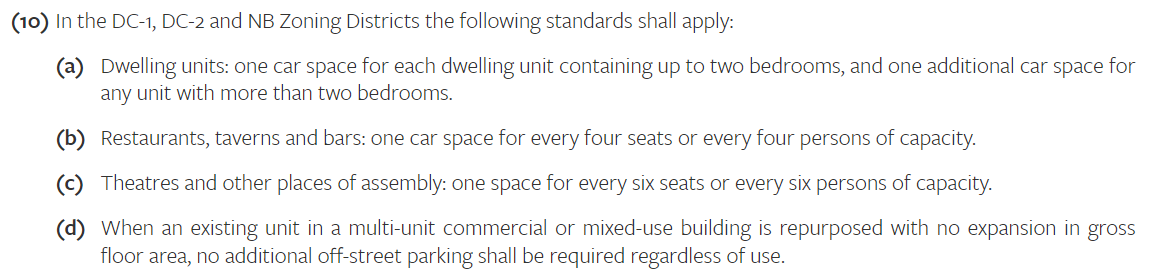 (10) In the DC-1, DC-2 and NB Zoning Districts the following standards shall apply:
(a) Dwelling units: one car space for each dwelling unit containing up to two bedrooms, and one additional car space for
any unit with more than two bedrooms.
(b) Restaurants, taverns and bars: one car space for every four seats or every four persons of capacity.
(c) Theatres and other places of assembly: one space for every six seats or every six persons of capacity.
(d) When an existing unit in a multi-unit commercial or mixed-use building is repurposed with no expansion in gross
floor area, no additional off-street parking shall be required regardless of use.